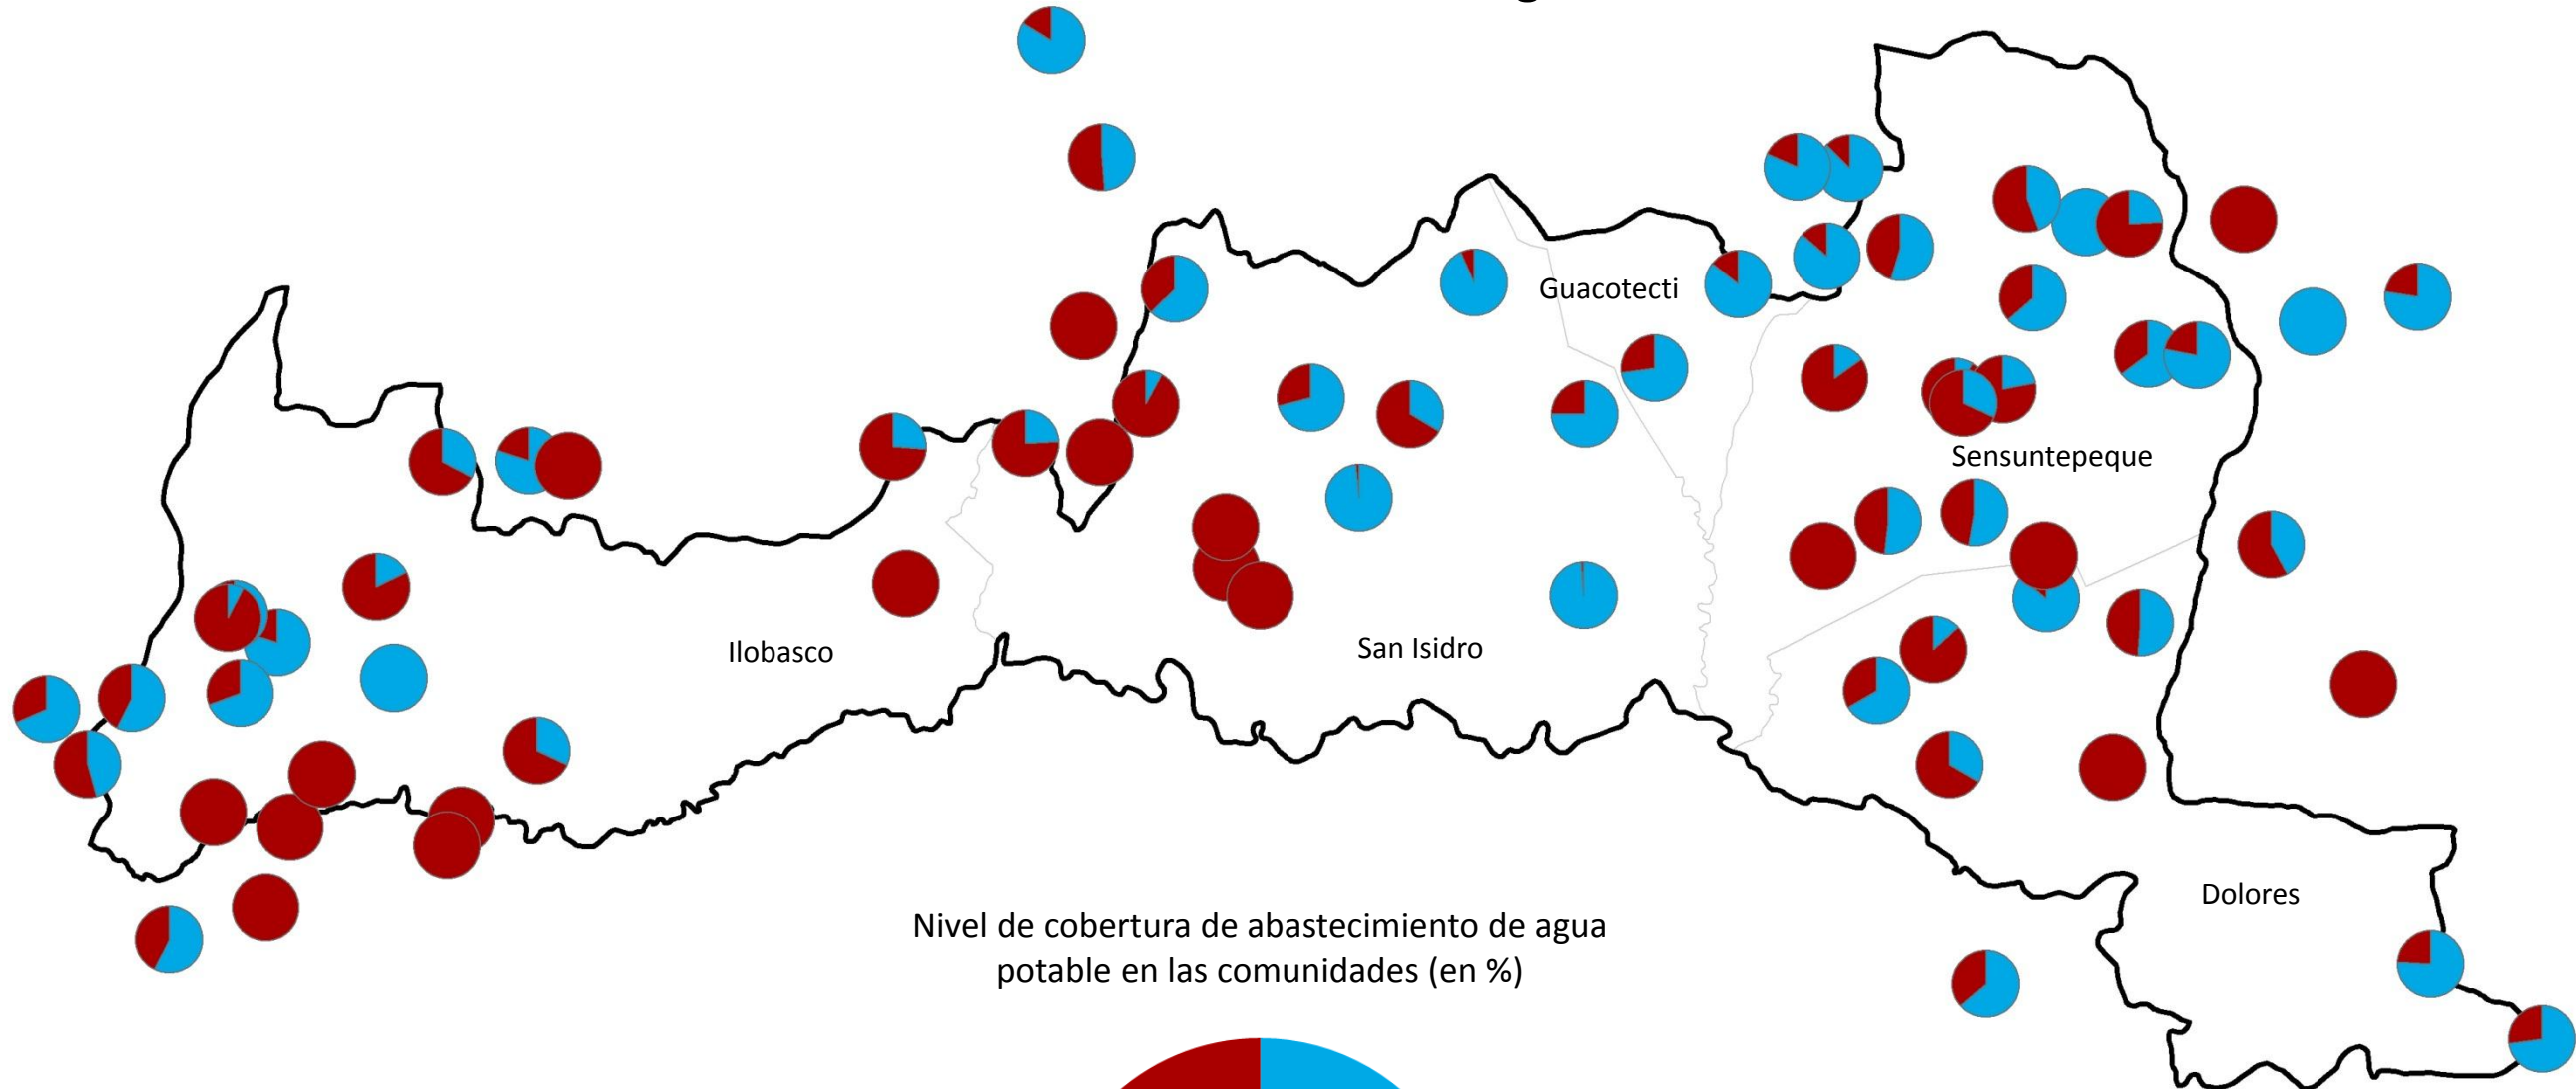 Guacotecti
Sensuntepeque
Ilobasco
San Isidro
Dolores
Nivel de cobertura de abastecimiento de agua
potable en las comunidades (en %)